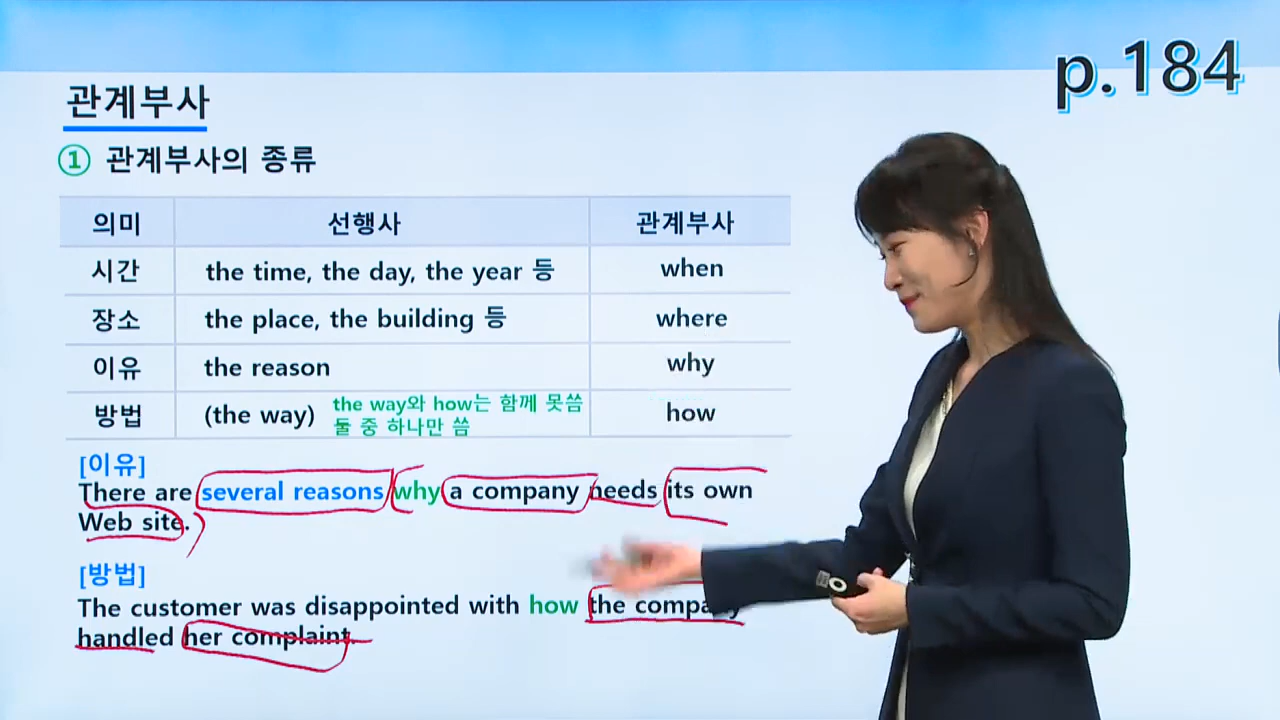 p.184
관계부사
① 관계부사의 종류
의미 선행사 관계부사
시간 the time, the day, the year 등 when
장소 the place, the building 등 where
이유 the reason why
방법 (the way) the way와 how는 함께 못씀 how
둘 중 하나만 씀
[이유]
There are several reasons why a company needs its own
Web site.
[방법]
The customer was disappointed with how the company
handled her complaint.